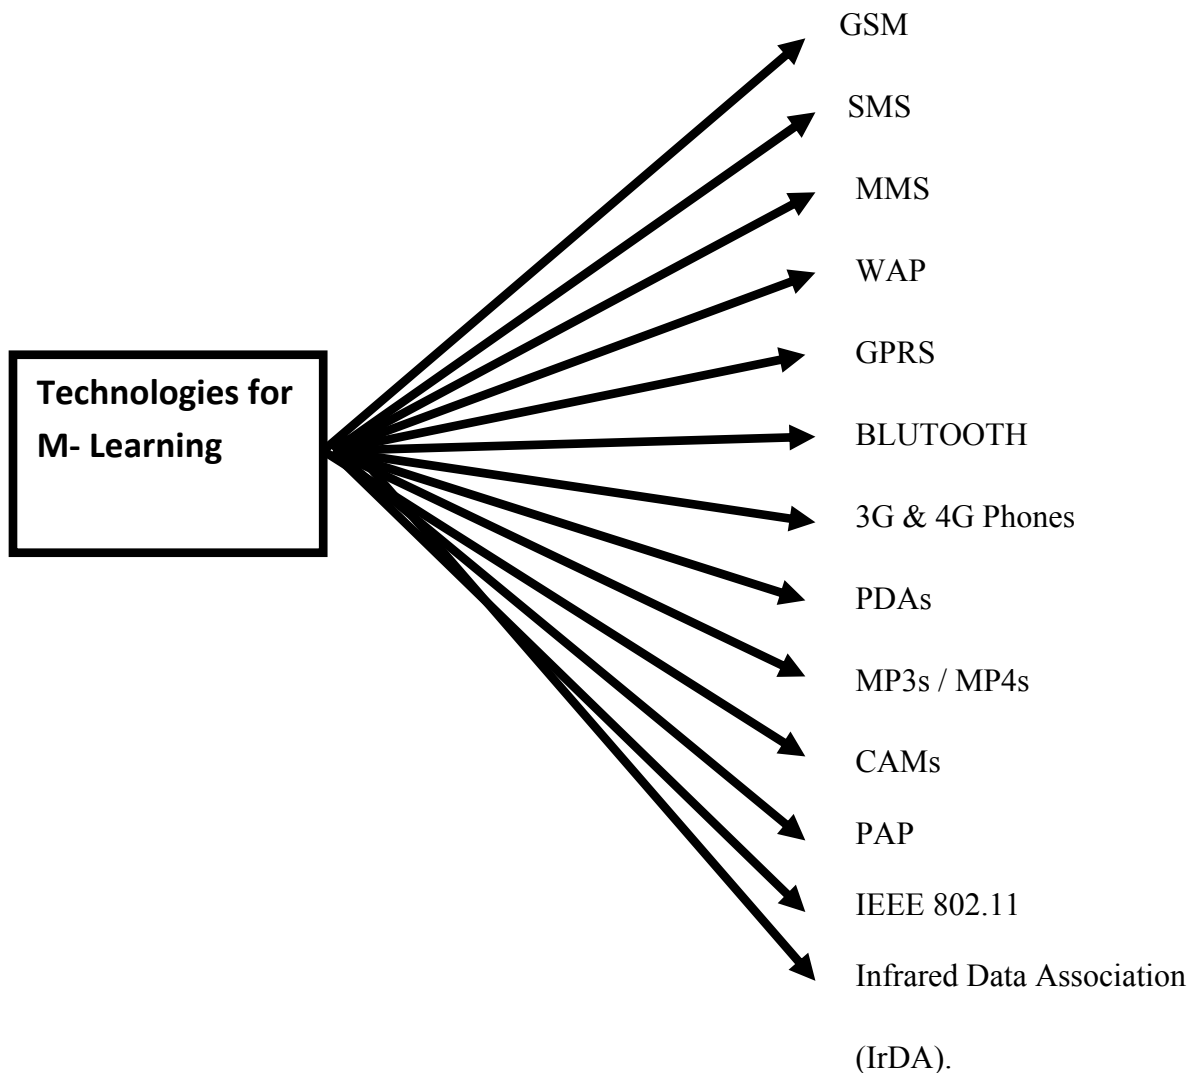 GSM
SMS
MMS
WAP
GPRS
Technologies for
M- Learning
BLUTOOTH
3G & 4G Phones
PDAs
MP3s / MP4s
CAMs
PAP
IEEE 802.11
Infrared Data Association
(IrDA).